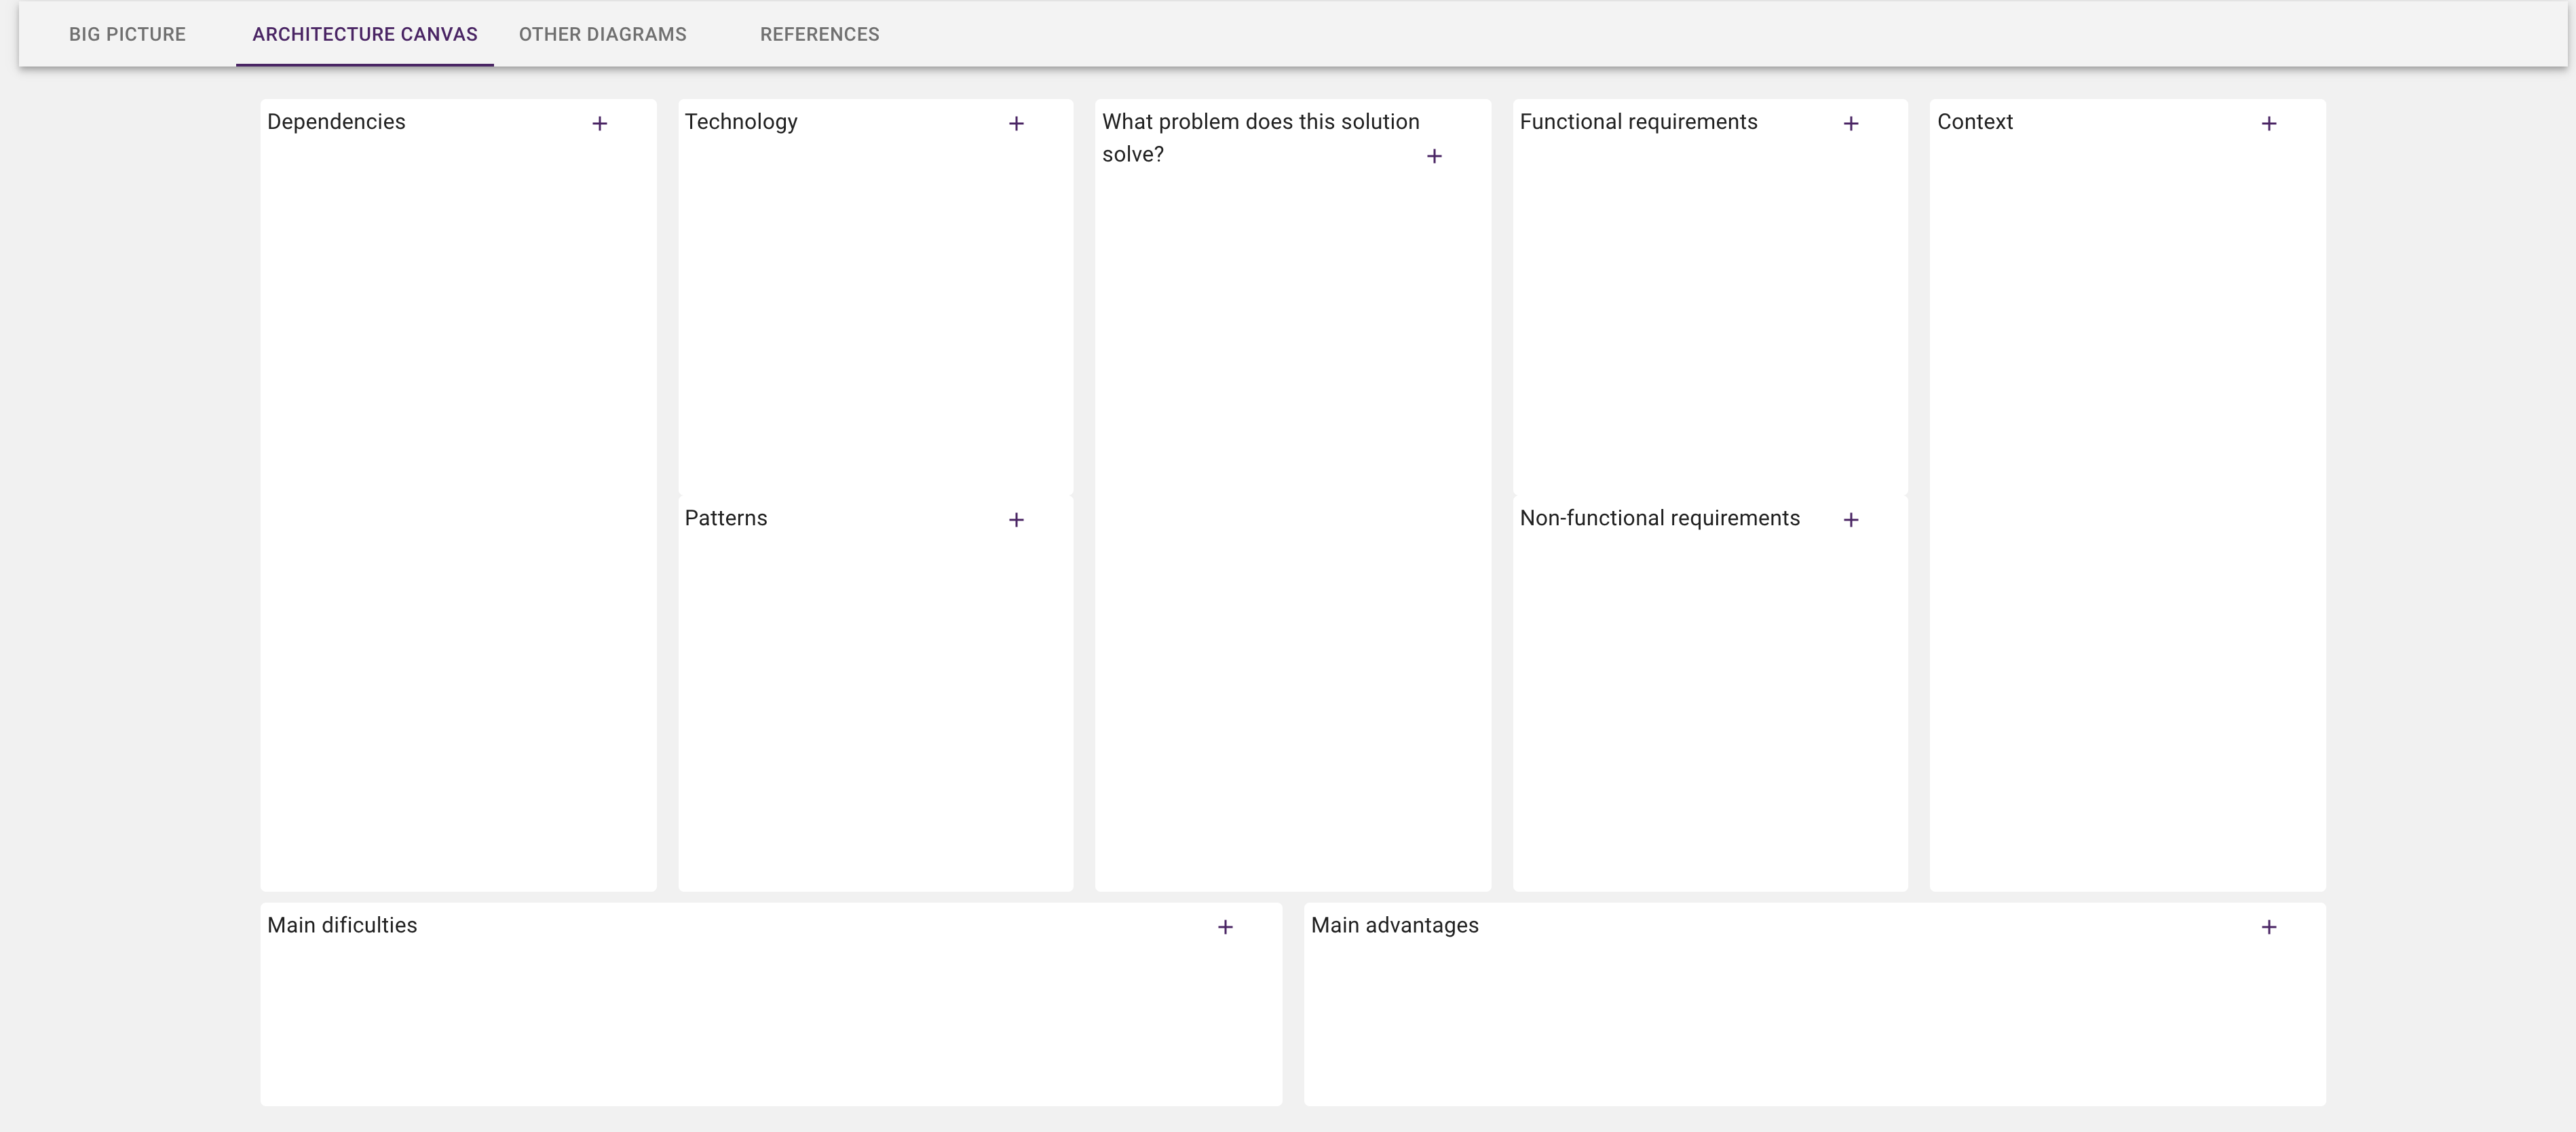 BIG PICTURE
ARCHITECTURE CANVAS
OTHER DIAGRAMS
REFERENCES
Dependencies +
Technology +
What problem does this solution
solve? +
Functional requirements +
Context +
Patterns +
Non-functional requirements +
Main dificulties +
Main advantages +